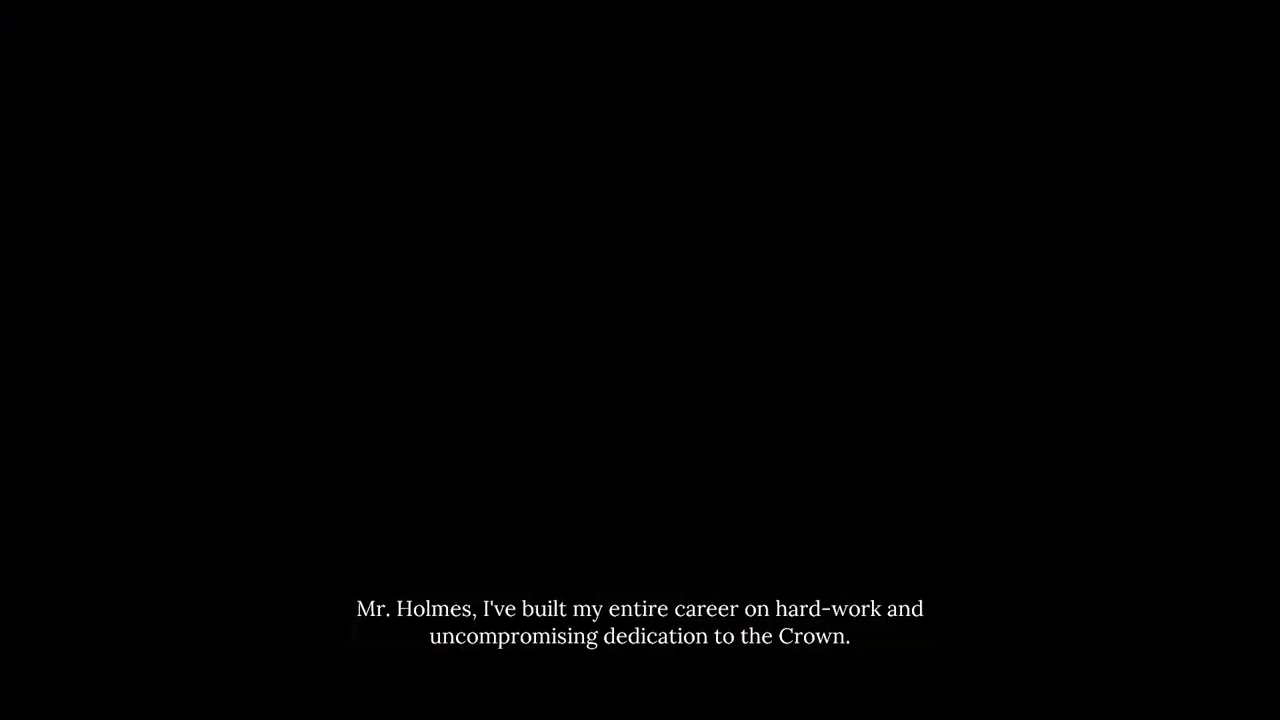 Mr. Holmes, I've built my entire career on hard-work and
uncompromising dedication to the Crown.